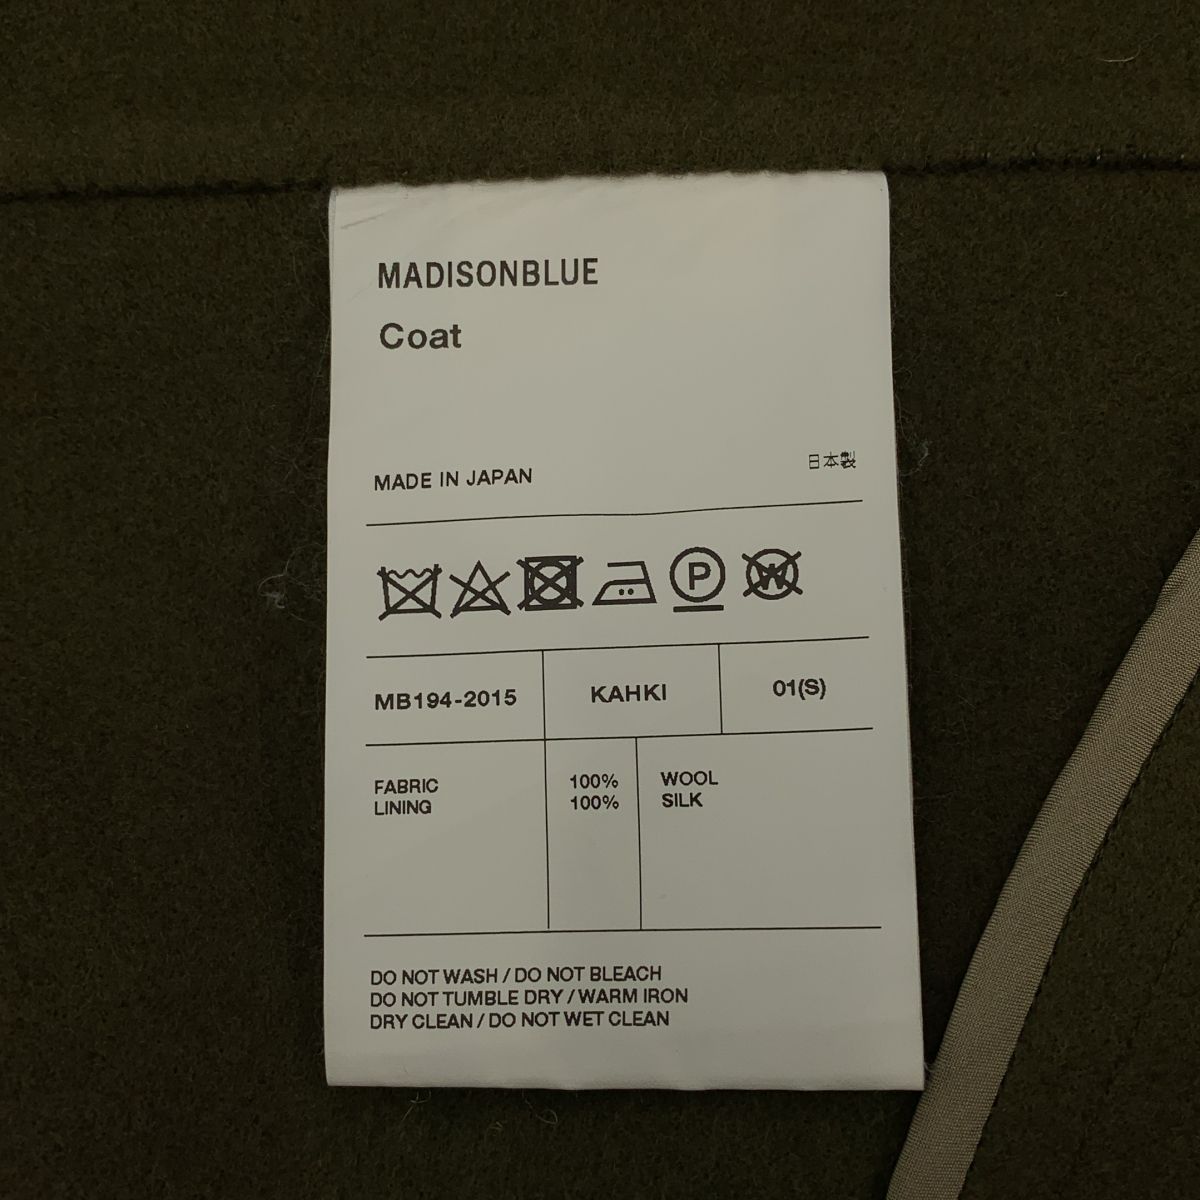 MADISONBLUE
Coat
MADE IN JAPAN
日本製
P
W
MB194-2015
KAHKI
01(S)
FABRIC 100% WOOL
LINING 100% SILK
DO NOT WASH / DO NOT BLEACH
DO NOT TUMBLE DRY / WARM IRON
DRY CLEAN / DO NOT WET CLEAN